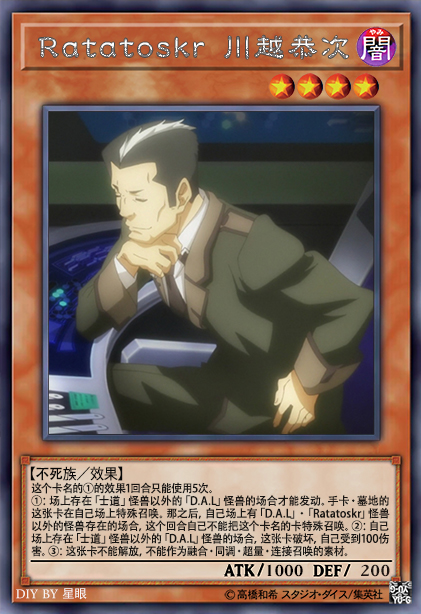 Ratatoskr 川越恭次
やみ
闇
【不死族／效果】
这个卡名的①的效果1回合只能使用5次。
①：场上存在「士道」怪兽以外的「D.A.L」怪兽的场合才能发动。手卡·墓地的
这张卡在自己场上特殊召唤。那之后，自己场上有「D.A.L」·「Ratatoskr」怪兽
以外的怪兽存在的场合，这个回合自己不能把这个卡名的卡特殊召唤。②：自己
场上存在「士道」怪兽以外的「D.A.L」怪兽的场合，这张卡破坏，自己受到100伤
害。③：这张卡不能解放，不能作为融合·同调·超量·连接召唤的素材。
ATK/1000 DEF/ 200
DIY BY 星眼
©高橋和希 スタジオ・ダイス/集英社